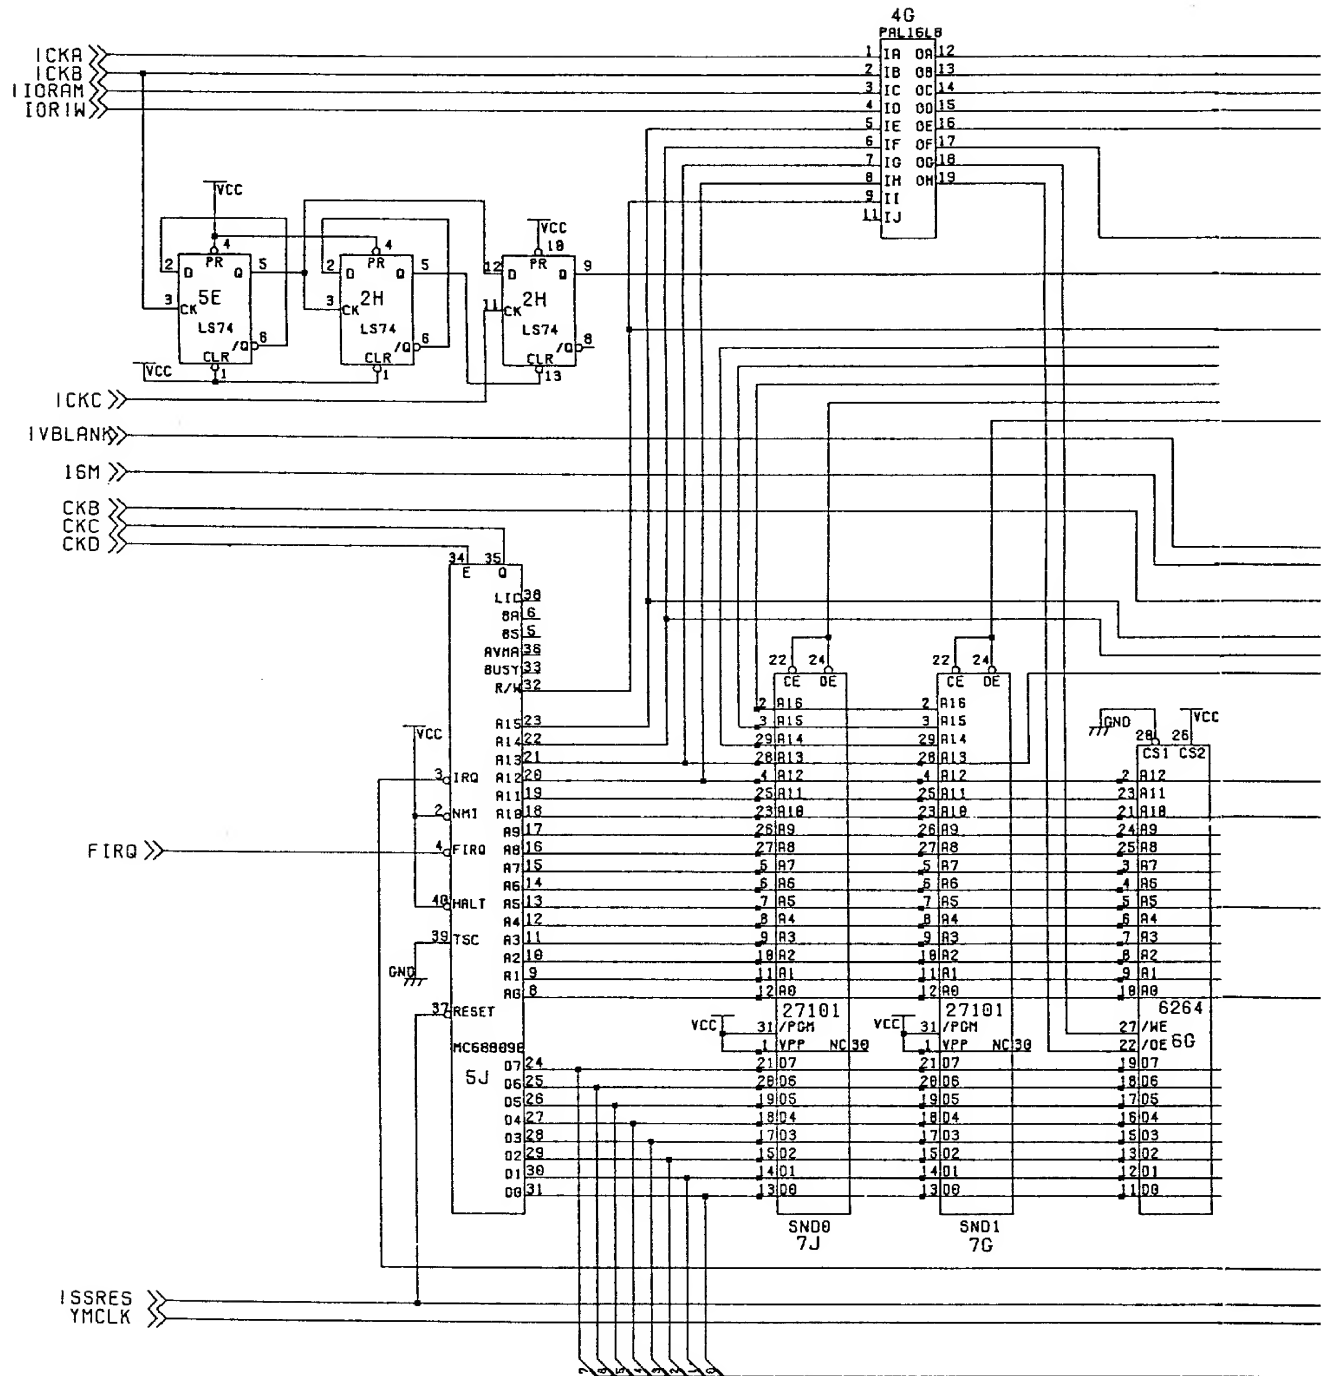 4G
PAL16L8
ICKA
ICKB
IIORAM
IORIW
1 IA OA 12
2 IB OB 13
3 IC OC 14
4 ID OD 15
5 IE OE 16
6 IF OF 17
7 IG OG 18
8 IH OH 19
9 II
11 IJ
VCC
4
PR
2 D Q 5
3 CK 5E
LS74
/Q 6
CLR
1
VCC
4
PR
2 D Q 5
3 CK 2H
LS74
/Q 6
CLR
1
VCC
10
PR
12 D Q 9
11 CK 2H
LS74
/Q 8
CLR
13
ICKC
IVBLANK
16M
CKB
CKC
CKD
34 35
E Q
LIC 38
BA 6
BS 5
AVMA 36
BUSY 33
R/W 32
A15 23
A14 22
A13 21
A12 20
A11 19
A10 18
A9 17
A8 16
A7 15
A6 14
A5 13
A4 12
A3 11
A2 10
A1 9
A0 8
VCC
3 IRQ
2 NMI
FIRQ
4 FIRQ
40 HALT
39 TSC
GND
37 RESET
MC68B09E
5J
D7 24
D6 25
D5 26
D4 27
D3 28
D2 29
D1 30
D0 31
22 24
CE OE
2 A16
3 A15
29 A14
28 A13
4 A12
25 A11
23 A10
26 A9
27 A8
5 A7
6 A6
7 A5
8 A4
9 A3
10 A2
11 A1
12 A0
27101
VCC
31 /PGM
1 VPP NC 30
21 D7
20 D6
19 D5
18 D4
17 D3
15 D2
14 D1
13 D0
SND0
7J
22 24
CE OE
2 A16
3 A15
29 A14
28 A13
4 A12
25 A11
23 A10
26 A9
27 A8
5 A7
6 A6
7 A5
8 A4
9 A3
10 A2
11 A1
12 A0
27101
VCC
31 /PGM
1 VPP NC 30
21 D7
20 D6
19 D5
18 D4
17 D3
15 D2
14 D1
13 D0
SND1
7G
GND
VCC
20 26
CS1 CS2
2 A12
23 A11
21 A10
24 A9
25 A8
3 A7
4 A6
5 A5
6 A4
7 A3
8 A2
9 A1
10 A0
6264
27 /WE
22 /OE 6G
19 D7
18 D6
17 D5
16 D4
15 D3
13 D2
12 D1
11 D0
ISSRES
YMCLK
7 6 5 4 3 2 1 0